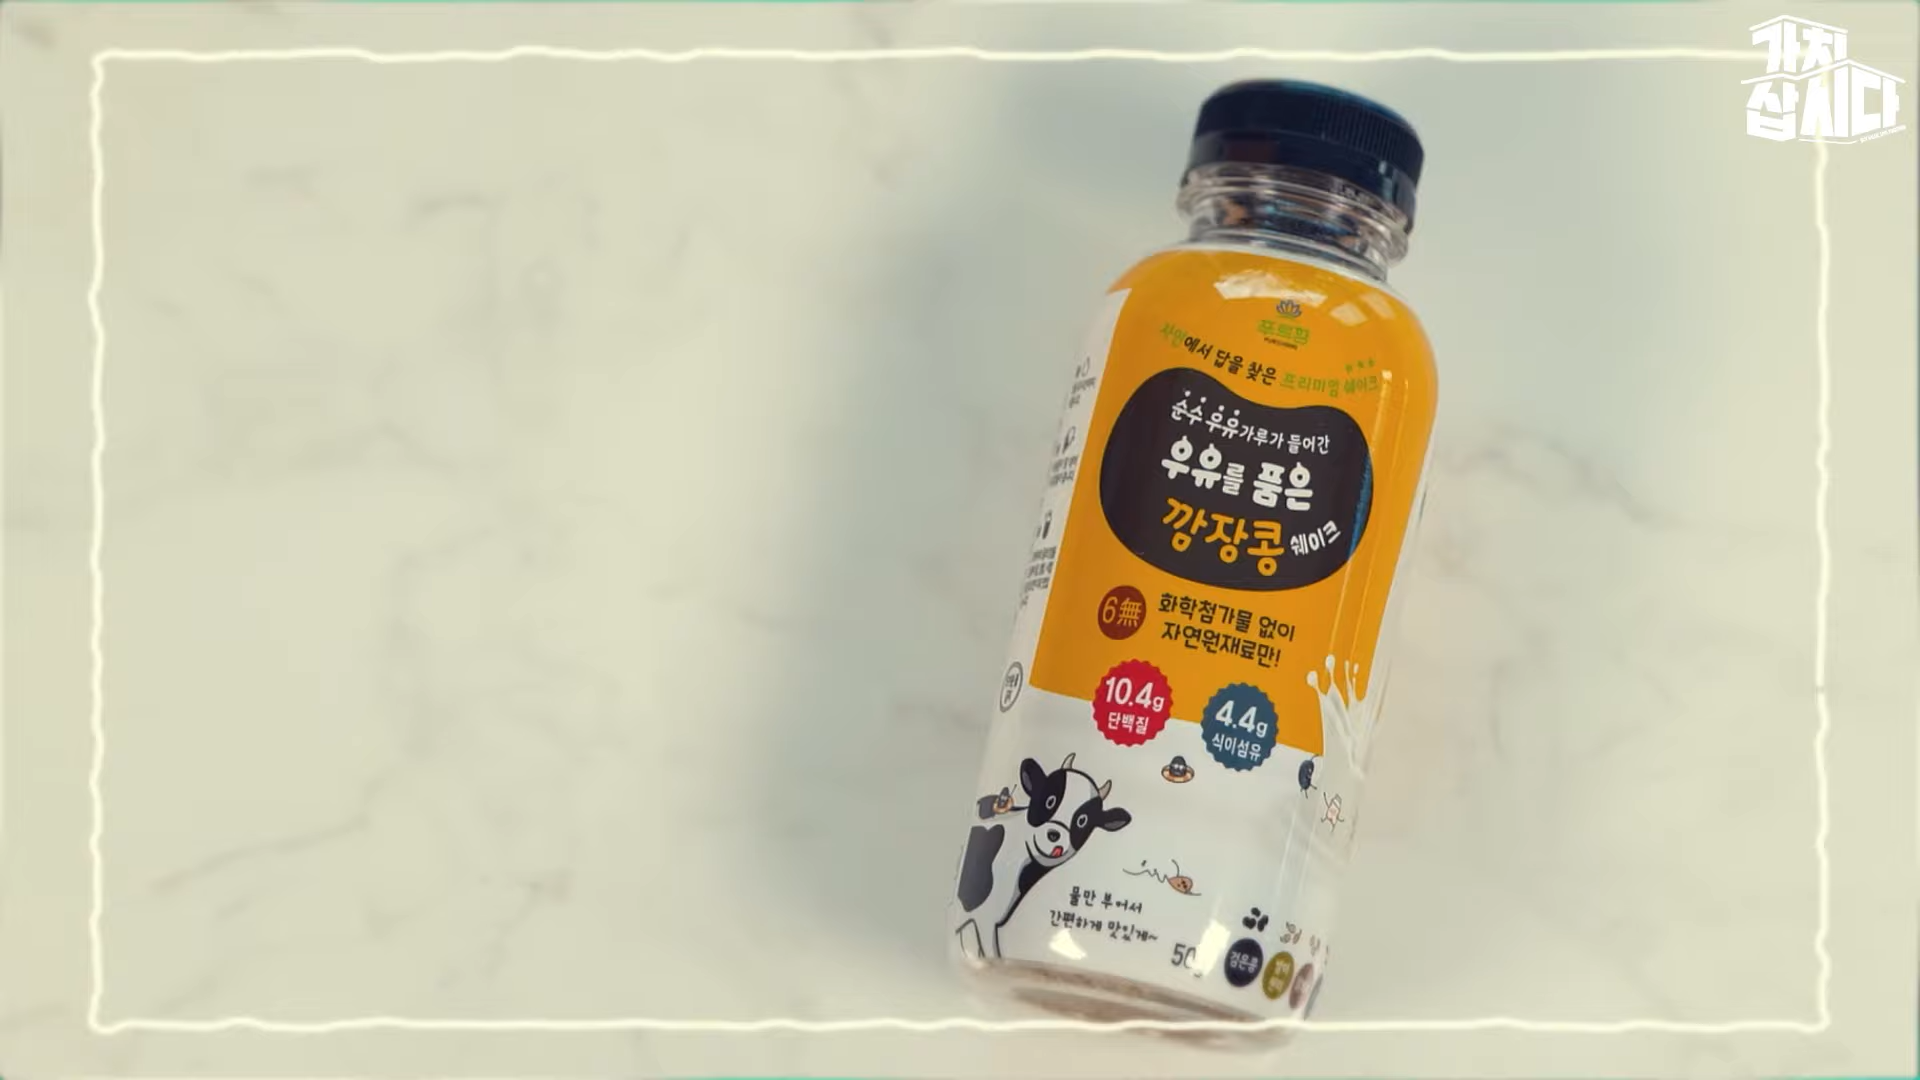 가치
삽시다
푸르팜
자연에서 답을 찾은 프리미엄 쉐이크
순수 우유가루가 들어간
우유를 품은
깜장콩 쉐이크
6無
화학첨가물 없이
자연원재료만!
10.4g
단백질
4.4g
식이섬유
물만 부어서
간편하게 맛있게~
검은콩